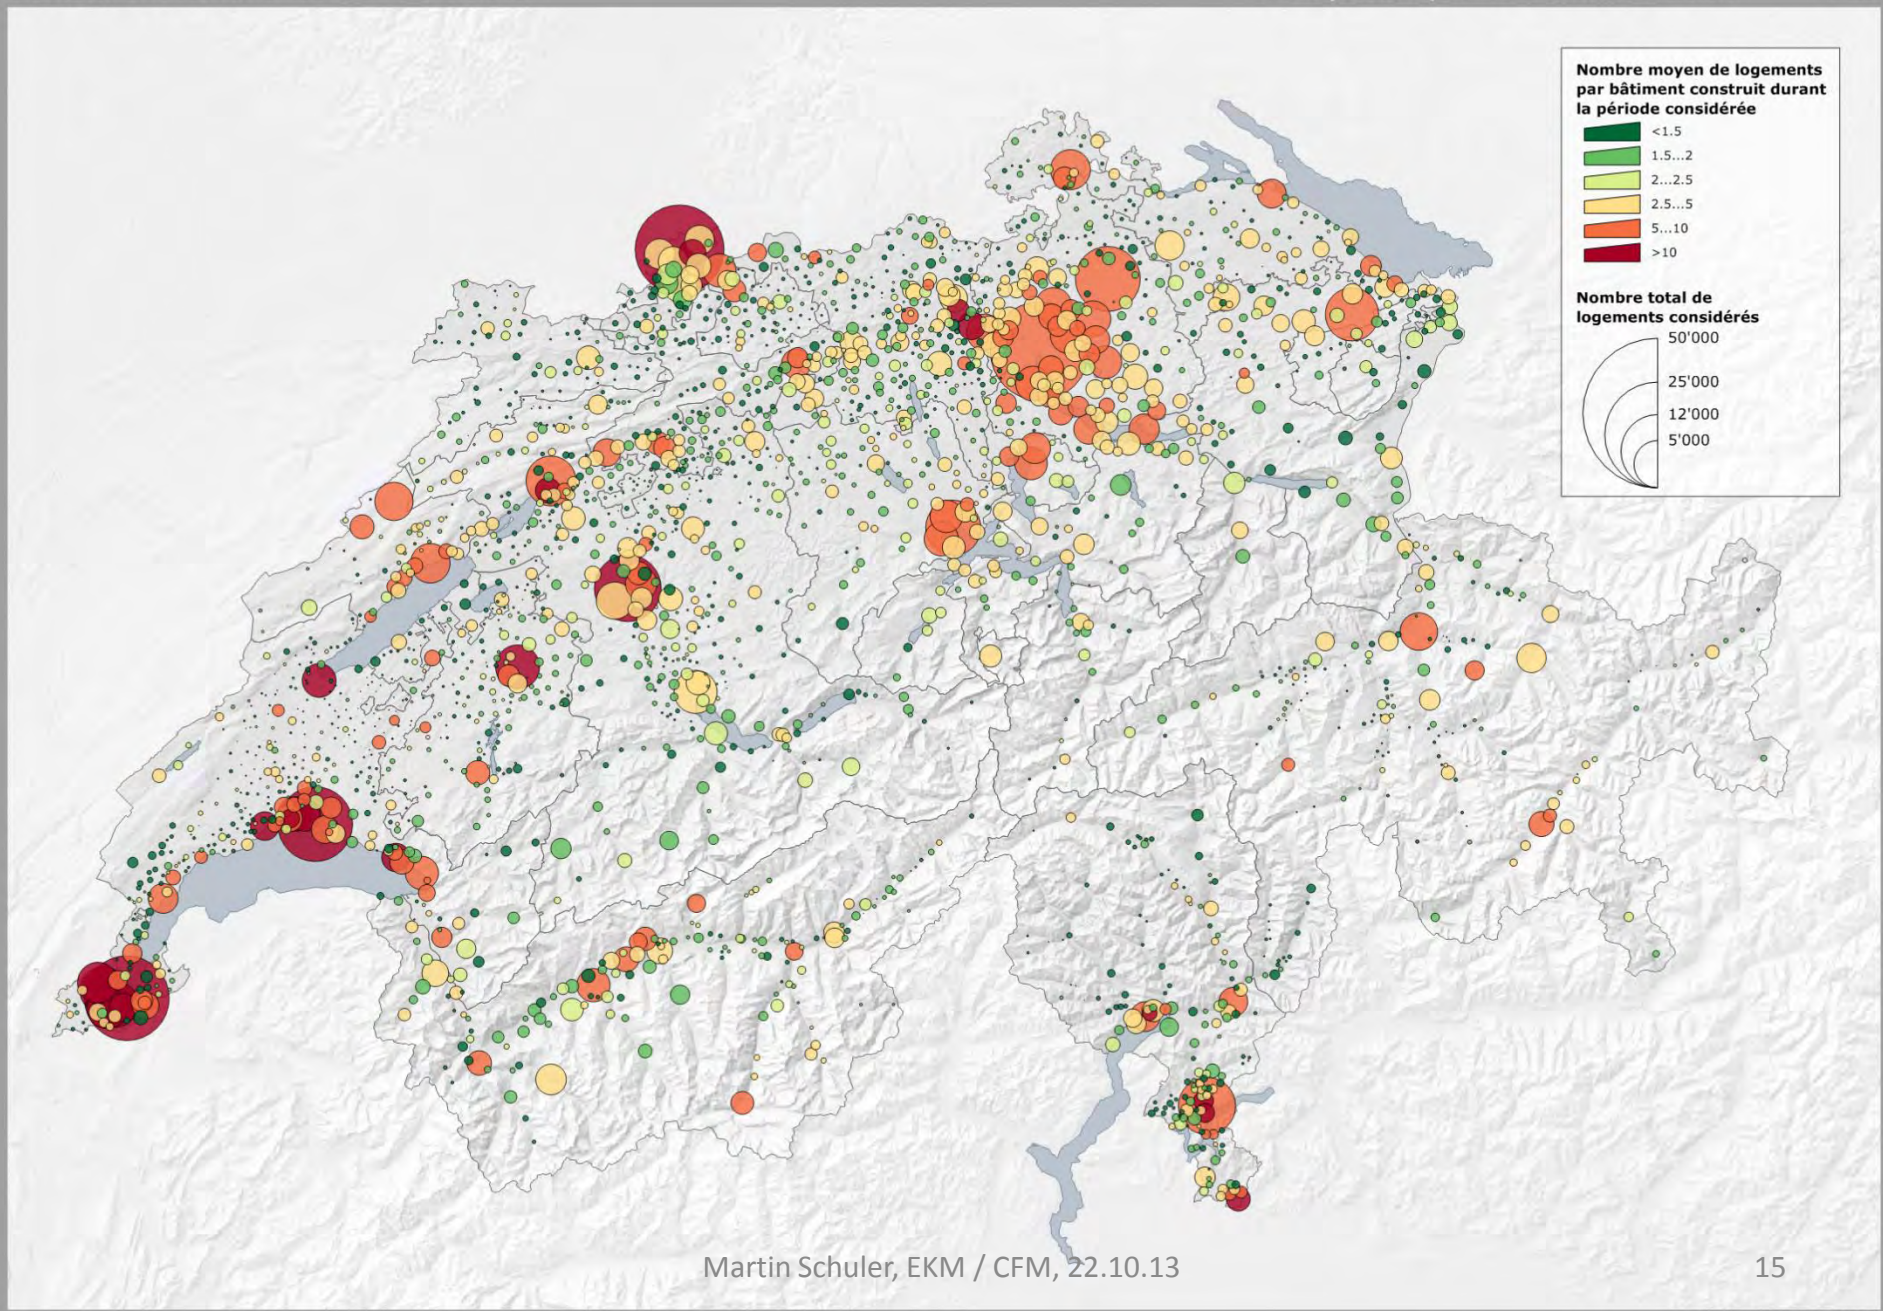 Nombre moyen de logements
par bâtiment construit durant
la période considérée
<1.5
1.5...2
2...2.5
2.5...5
5...10
>10
Nombre total de
logements considérés
50'000
25'000
12'000
5'000
Martin Schuler, EKM / CFM, 22.10.13
15